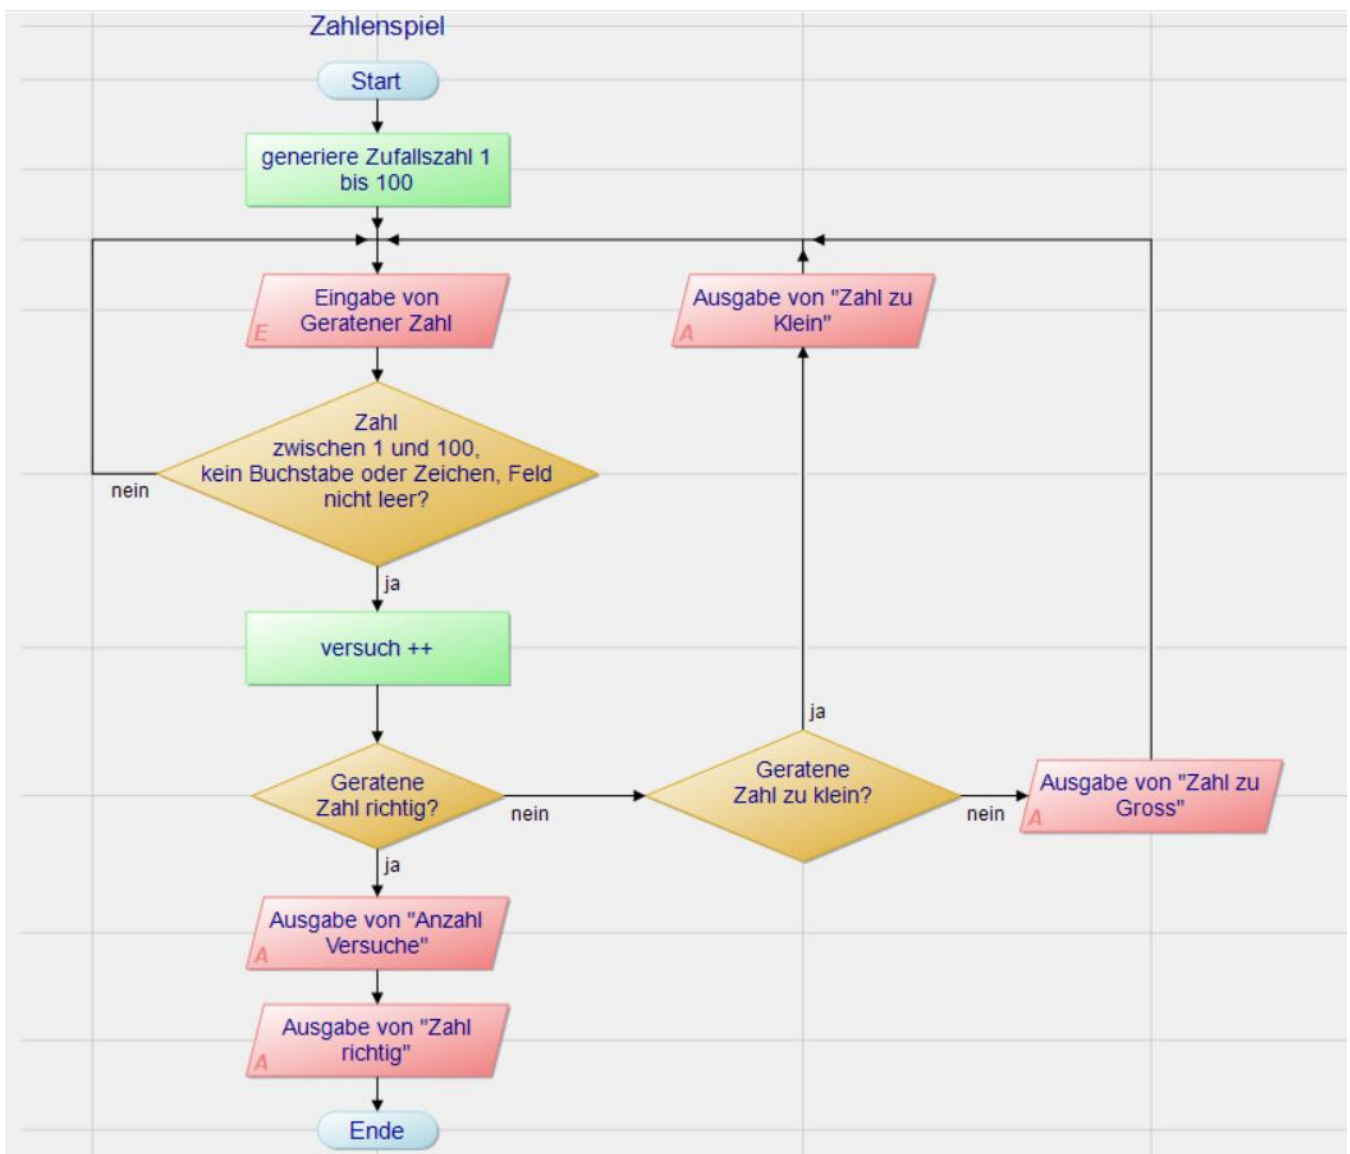 Zahlenspiel
Start
generiere Zufallszahl 1
bis 100
Eingabe von
Geratener Zahl
E
Ausgabe von "Zahl zu
Klein"
A
Zahl
zwischen 1 und 100,
kein Buchstabe oder Zeichen, Feld
nicht leer?
nein
ja
versuch ++
Geratene
Zahl richtig?
nein
ja
Geratene
Zahl zu klein?
ja
nein
Ausgabe von "Zahl zu
Gross"
A
Ausgabe von "Anzahl
Versuche"
A
Ausgabe von "Zahl
richtig"
A
Ende